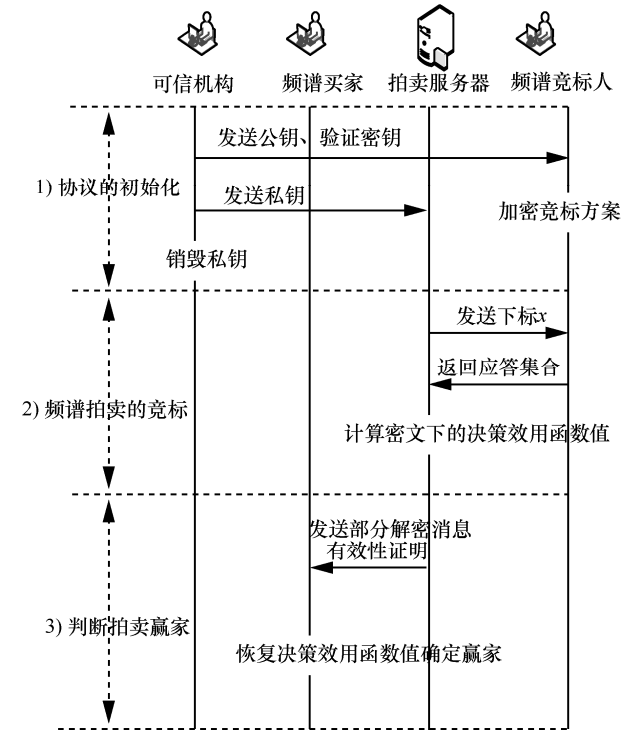 可信机构
频谱买家
拍卖服务器
频谱竞标人
发送公钥、验证密钥
1) 协议的初始化
发送私钥
加密竞标方案
销毁私钥
发送下标x
返回应答集合
2) 频谱拍卖的竞标
计算密文下的决策效用函数值
发送部分解密消息
有效性证明
3) 判断拍卖赢家
恢复决策效用函数值确定赢家